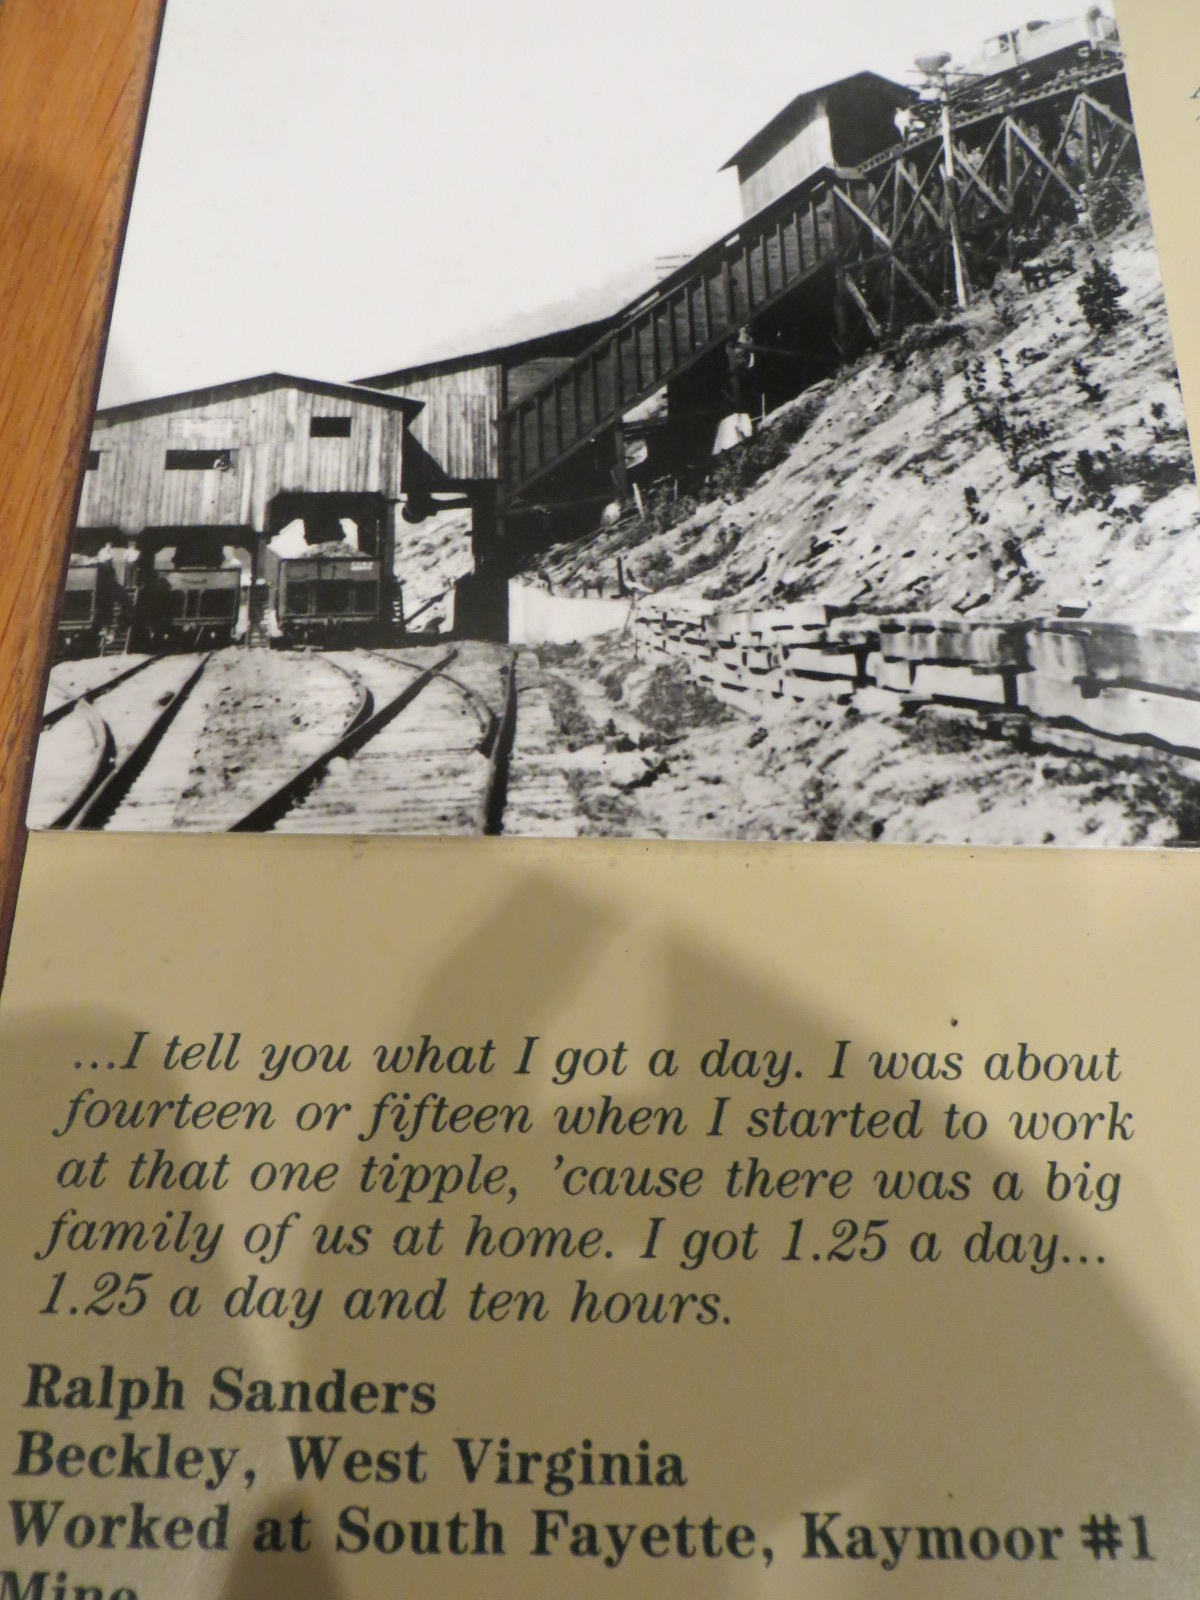 ...I tell you what I got a day. I was about
fourteen or fifteen when I started to work
at that one tipple, 'cause there was a big
family of us at home. I got 1.25 a day...
1.25 a day and ten hours.
Ralph Sanders
Beckley, West Virginia
Worked at South Fayette, Kaymoor #1
Mine